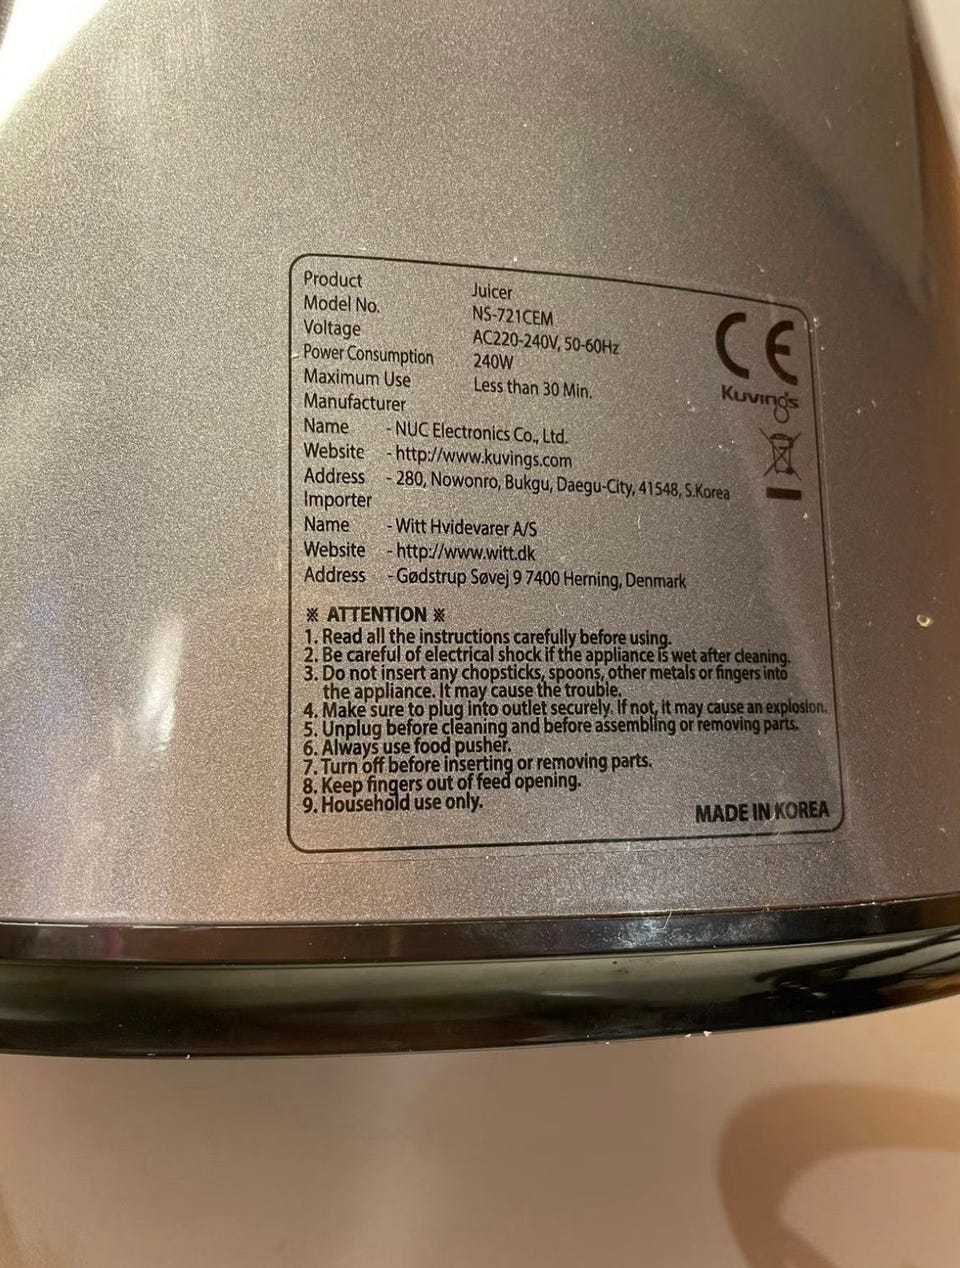 Product Juicer
Model No. NS-721CEM
Voltage AC220-240V, 50-60Hz
Power Consumption 240W
Maximum Use Less than 30 Min.
Manufacturer
Name - NUC Electronics Co., Ltd.
Website - http://www.kuvings.com
Address - 280, Nowonro, Bukgu, Daegu-City, 41548, S.Korea
Importer
Name - Witt Hvidevarer A/S
Website - http://www.witt.dk
Address - Gødstrup Søvej 9 7400 Herning, Denmark
CE
Kuvings
※ ATTENTION ※
1. Read all the instructions carefully before using.
2. Be careful of electrical shock if the appliance is wet after cleaning.
3. Do not insert any chopsticks, spoons, other metals or fingers into
the appliance. It may cause the trouble.
4. Make sure to plug into outlet securely. If not, it may cause an explosion.
5. Unplug before cleaning and before assembling or removing parts.
6. Always use food pusher.
7. Turn off before inserting or removing parts.
8. Keep fingers out of feed opening.
9. Household use only.
MADE IN KOREA